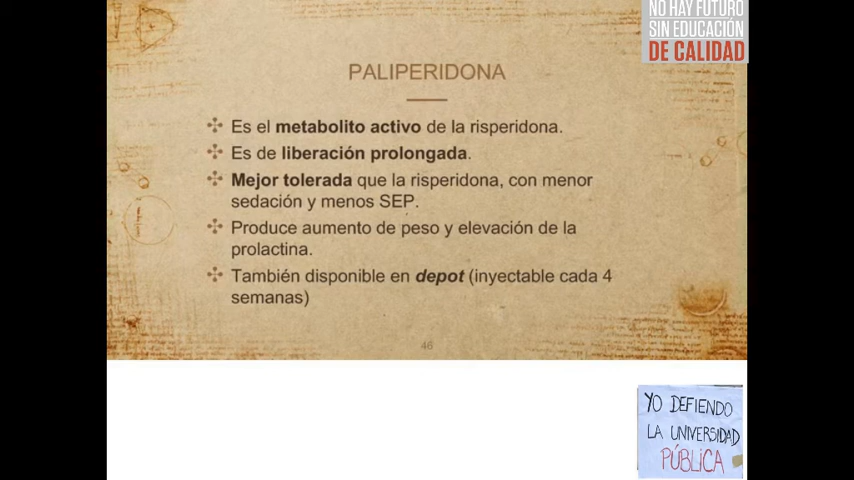 NO HAY FUTURO
SIN EDUCACIÓN
DE CALIDAD
PALIPERIDONA
Es el metabolito activo de la risperidona.
Es de liberación prolongada.
Mejor tolerada que la risperidona, con menor
sedación y menos SEP.
Produce aumento de peso y elevación de la
prolactina.
También disponible en depot (inyectable cada 4
semanas)
46
YO DEFIENDO
LA UNIVERSIDAD
PÚBLICA